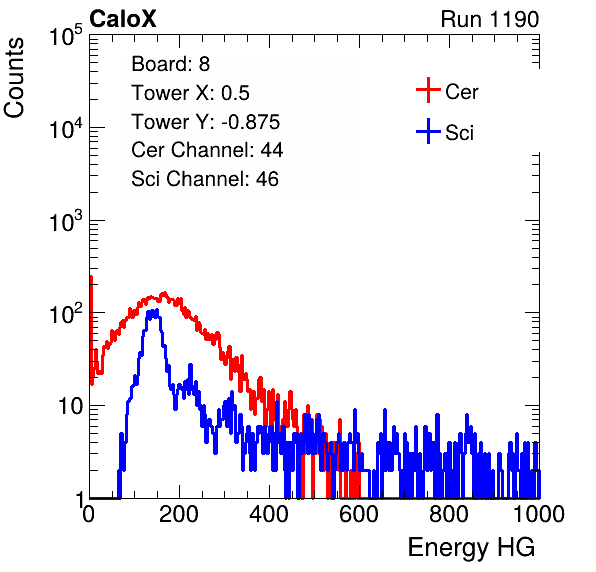 CaloX Run 1190
Counts
10^5
10^4
10^3
10^2
10
1
Board: 8
Tower X: 0.5
Tower Y: -0.875
Cer Channel: 44
Sci Channel: 46
Cer
Sci
0 200 400 600 800 1000
Energy HG